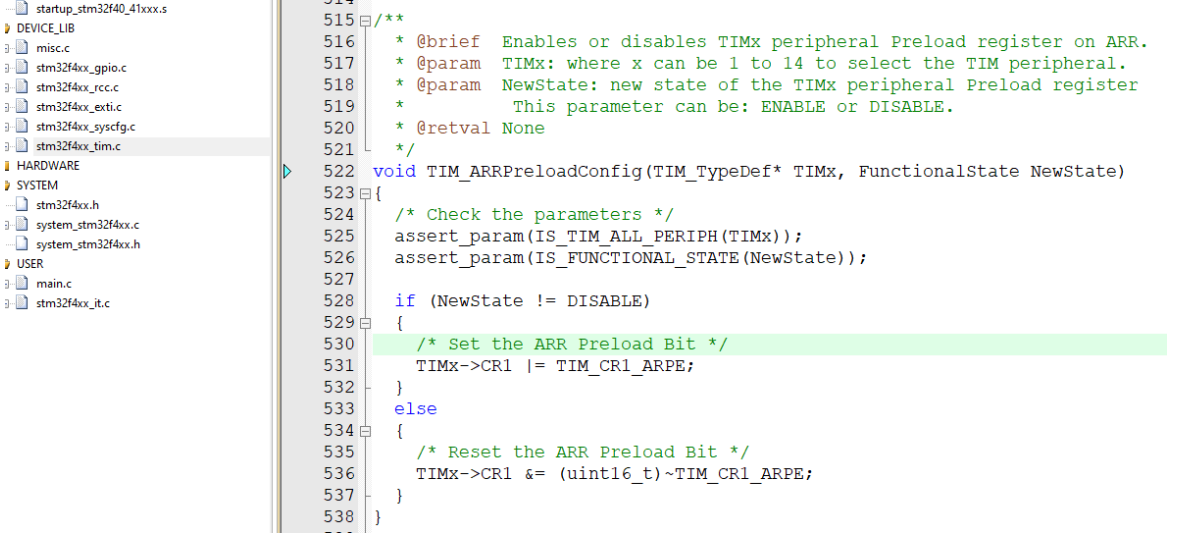 startup_stm32f40_41xxx.s
DEVICE_LIB
misc.c
stm32f4xx_gpio.c
stm32f4xx_rcc.c
stm32f4xx_exti.c
stm32f4xx_syscfg.c
stm32f4xx_tim.c
HARDWARE
SYSTEM
stm32f4xx.h
system_stm32f4xx.c
system_stm32f4xx.h
USER
main.c
stm32f4xx_it.c
515 /**
516 * @brief Enables or disables TIMx peripheral Preload register on ARR.
517 * @param TIMx: where x can be 1 to 14 to select the TIM peripheral.
518 * @param NewState: new state of the TIMx peripheral Preload register
519 * This parameter can be: ENABLE or DISABLE.
520 * @retval None
521 */
522 void TIM_ARRPreloadConfig(TIM_TypeDef* TIMx, FunctionalState NewState)
523 {
524 /* Check the parameters */
525 assert_param(IS_TIM_ALL_PERIPH(TIMx));
526 assert_param(IS_FUNCTIONAL_STATE(NewState));
527
528 if (NewState != DISABLE)
529 {
530 /* Set the ARR Preload Bit */
531 TIMx->CR1 |= TIM_CR1_ARPE;
532 }
533 else
534 {
535 /* Reset the ARR Preload Bit */
536 TIMx->CR1 &= (uint16_t)~TIM_CR1_ARPE;
537 }
538 }